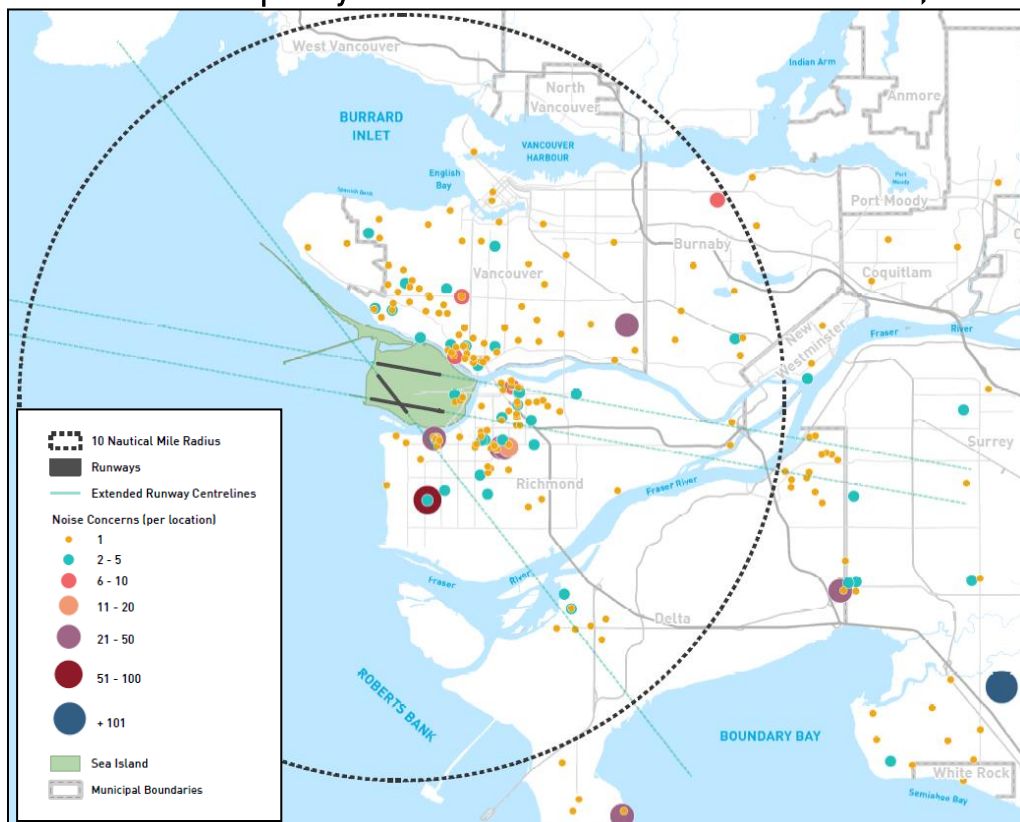 West Vancouver
Indian Arm
North
Vancouver
Anmore
BURRARD
INLET
VANCOUVER
HARBOUR
English
Bay
Port
Moody
Spanish Bank
Port Moody
Burnaby
Vancouver
Coquitlam
New
Westminster
Fraser
River
Surrey
Richmond
Fraser River
Fraser
River
Delta
ROBERTS BANK
BOUNDARY BAY
White Rock
Semiahoo Bay
10 Nautical Mile Radius
Runways
Extended Runway Centrelines
Noise Concerns (per location)
1
2 - 5
6 - 10
11 - 20
21 - 50
51 - 100
+ 101
Sea Island
Municipal Boundaries